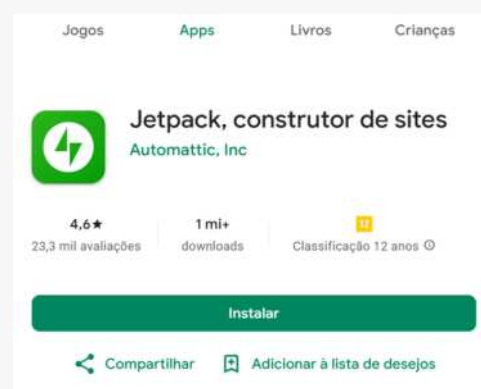 Jogos Apps Livros Crianças
Jetpack, construtor de sites
Automattic, Inc
4,6★ 1 mi+ 12
23,3 mil avaliações downloads Classificação 12 anos
Instalar
Compartilhar Adicionar à lista de desejos